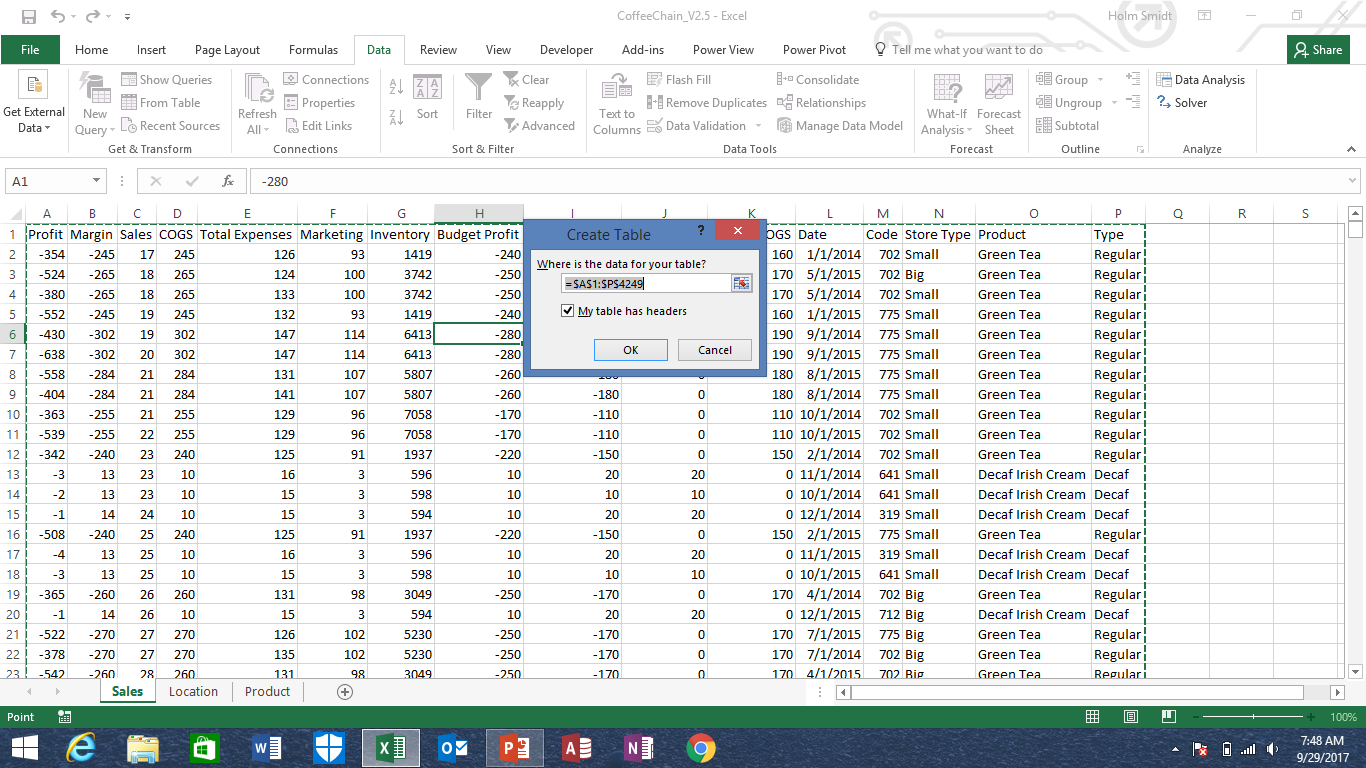 CoffeeChain_V2.5 - Excel
Holm Smidt
File Home Insert Page Layout Formulas Data Review View Developer Add-ins Power View Power Pivot Tell me what you want to do Share
Get External Data
New Query
Show Queries
From Table
Recent Sources
Get & Transform
Refresh All
Connections
Properties
Edit Links
Connections
Sort
Filter
Clear
Reapply
Advanced
Sort & Filter
Text to Columns
Flash Fill
Remove Duplicates
Data Validation
Consolidate
Relationships
Manage Data Model
Data Tools
What-If Analysis
Forecast Sheet
Forecast
Group
Ungroup
Subtotal
Outline
Data Analysis
Solver
Analyze
A1 fx -280
A B C D E F G H I J K L M N O P Q R S
1 Profit Margin Sales COGS Total Expenses Marketing Inventory Budget Profit OGS Date Code Store Type Product Type
2 -354 -245 17 245 126 93 1419 -240 160 1/1/2014 702 Small Green Tea Regular
3 -524 -265 18 265 124 100 3742 -250 170 5/1/2015 702 Big Green Tea Regular
4 -380 -265 18 265 133 100 3742 -250 170 5/1/2014 702 Small Green Tea Regular
5 -552 -245 19 245 132 93 1419 -240 160 1/1/2014 775 Small Green Tea Regular
6 -430 -302 19 302 147 114 6413 -280 190 9/1/2014 775 Small Green Tea Regular
7 -638 -302 20 302 147 114 6413 -280 190 9/1/2015 775 Small Green Tea Regular
8 -558 -284 21 284 131 107 5807 -260 180 8/1/2014 775 Small Green Tea Regular
9 -404 -284 21 284 141 107 5807 -260 -180 0 180 8/1/2014 775 Small Green Tea Regular
10 -363 -255 21 255 129 96 7058 -170 -110 0 110 10/1/2014 702 Small Green Tea Regular
11 -539 -255 22 255 129 96 7058 -170 -110 0 110 10/1/2015 702 Small Green Tea Regular
12 -342 -240 23 240 125 91 1937 -220 -150 0 150 2/1/2014 702 Small Green Tea Regular
13 -3 13 23 10 16 3 596 10 20 20 0 11/1/2014 641 Small Decaf Irish Cream Decaf
14 -2 13 23 10 15 3 598 10 10 10 0 10/1/2014 641 Small Decaf Irish Cream Decaf
15 -1 14 24 10 15 3 594 10 20 20 0 12/1/2014 319 Small Decaf Irish Cream Decaf
16 -508 -240 25 240 125 91 1937 -220 -150 0 150 2/1/2015 775 Small Green Tea Regular
17 -4 13 25 10 16 3 596 10 20 20 0 11/1/2015 319 Small Decaf Irish Cream Decaf
18 -3 13 25 10 15 3 598 10 10 10 0 10/1/2015 641 Small Decaf Irish Cream Decaf
19 -365 -260 26 260 131 98 3049 -250 -170 0 170 4/1/2014 702 Big Green Tea Regular
20 -1 14 26 10 15 3 594 10 20 20 0 12/1/2015 712 Big Decaf Irish Cream Decaf
21 -522 -270 27 270 126 102 5230 -250 -170 0 170 7/1/2015 775 Big Green Tea Regular
22 -378 -270 27 270 135 102 5230 -250 -170 0 170 7/1/2014 702 Big Green Tea Regular
23 -542 -260 28 260 131 98 3049 -250 -170 0 170 4/1/2015 702 Big Green Tea Regular
Create Table ?
Where is the data for your table?
=$A$1:$P$4249
My table has headers
OK Cancel
Sales Location Product
Point 100%
7:48 AM
9/29/2017